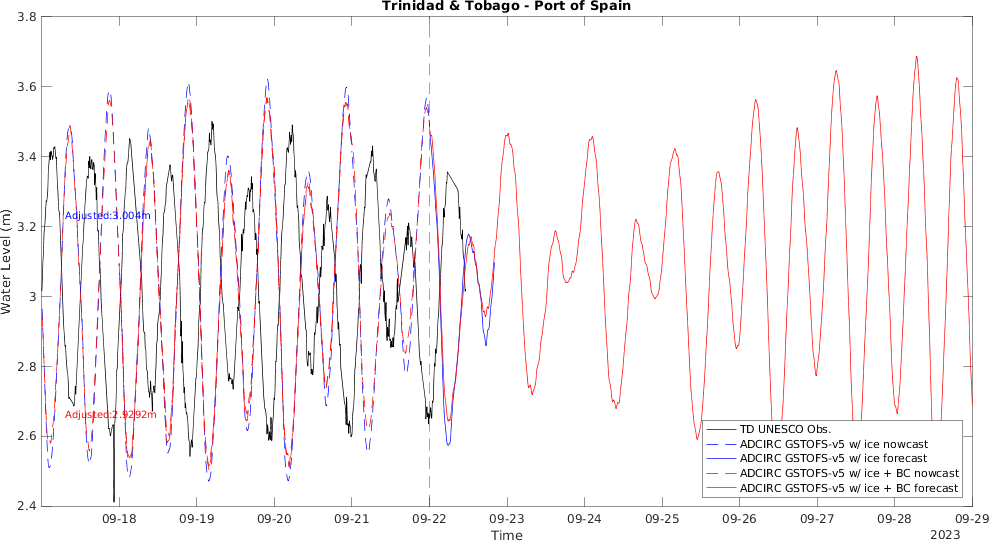 Trinidad & Tobago - Port of Spain
3.8
3.6
3.4
3.2
3
2.8
2.6
2.4
Water Level (m)
Adjusted:3.004m
Adjusted:2.9292m
TD UNESCO Obs.
ADCIRC GSTOFS-v5 w/ ice nowcast
ADCIRC GSTOFS-v5 w/ ice forecast
ADCIRC GSTOFS-v5 w/ ice + BC nowcast
ADCIRC GSTOFS-v5 w/ ice + BC forecast
09-18 09-19 09-20 09-21 09-22 09-23 09-24 09-25 09-26 09-27 09-28 09-29
Time
2023